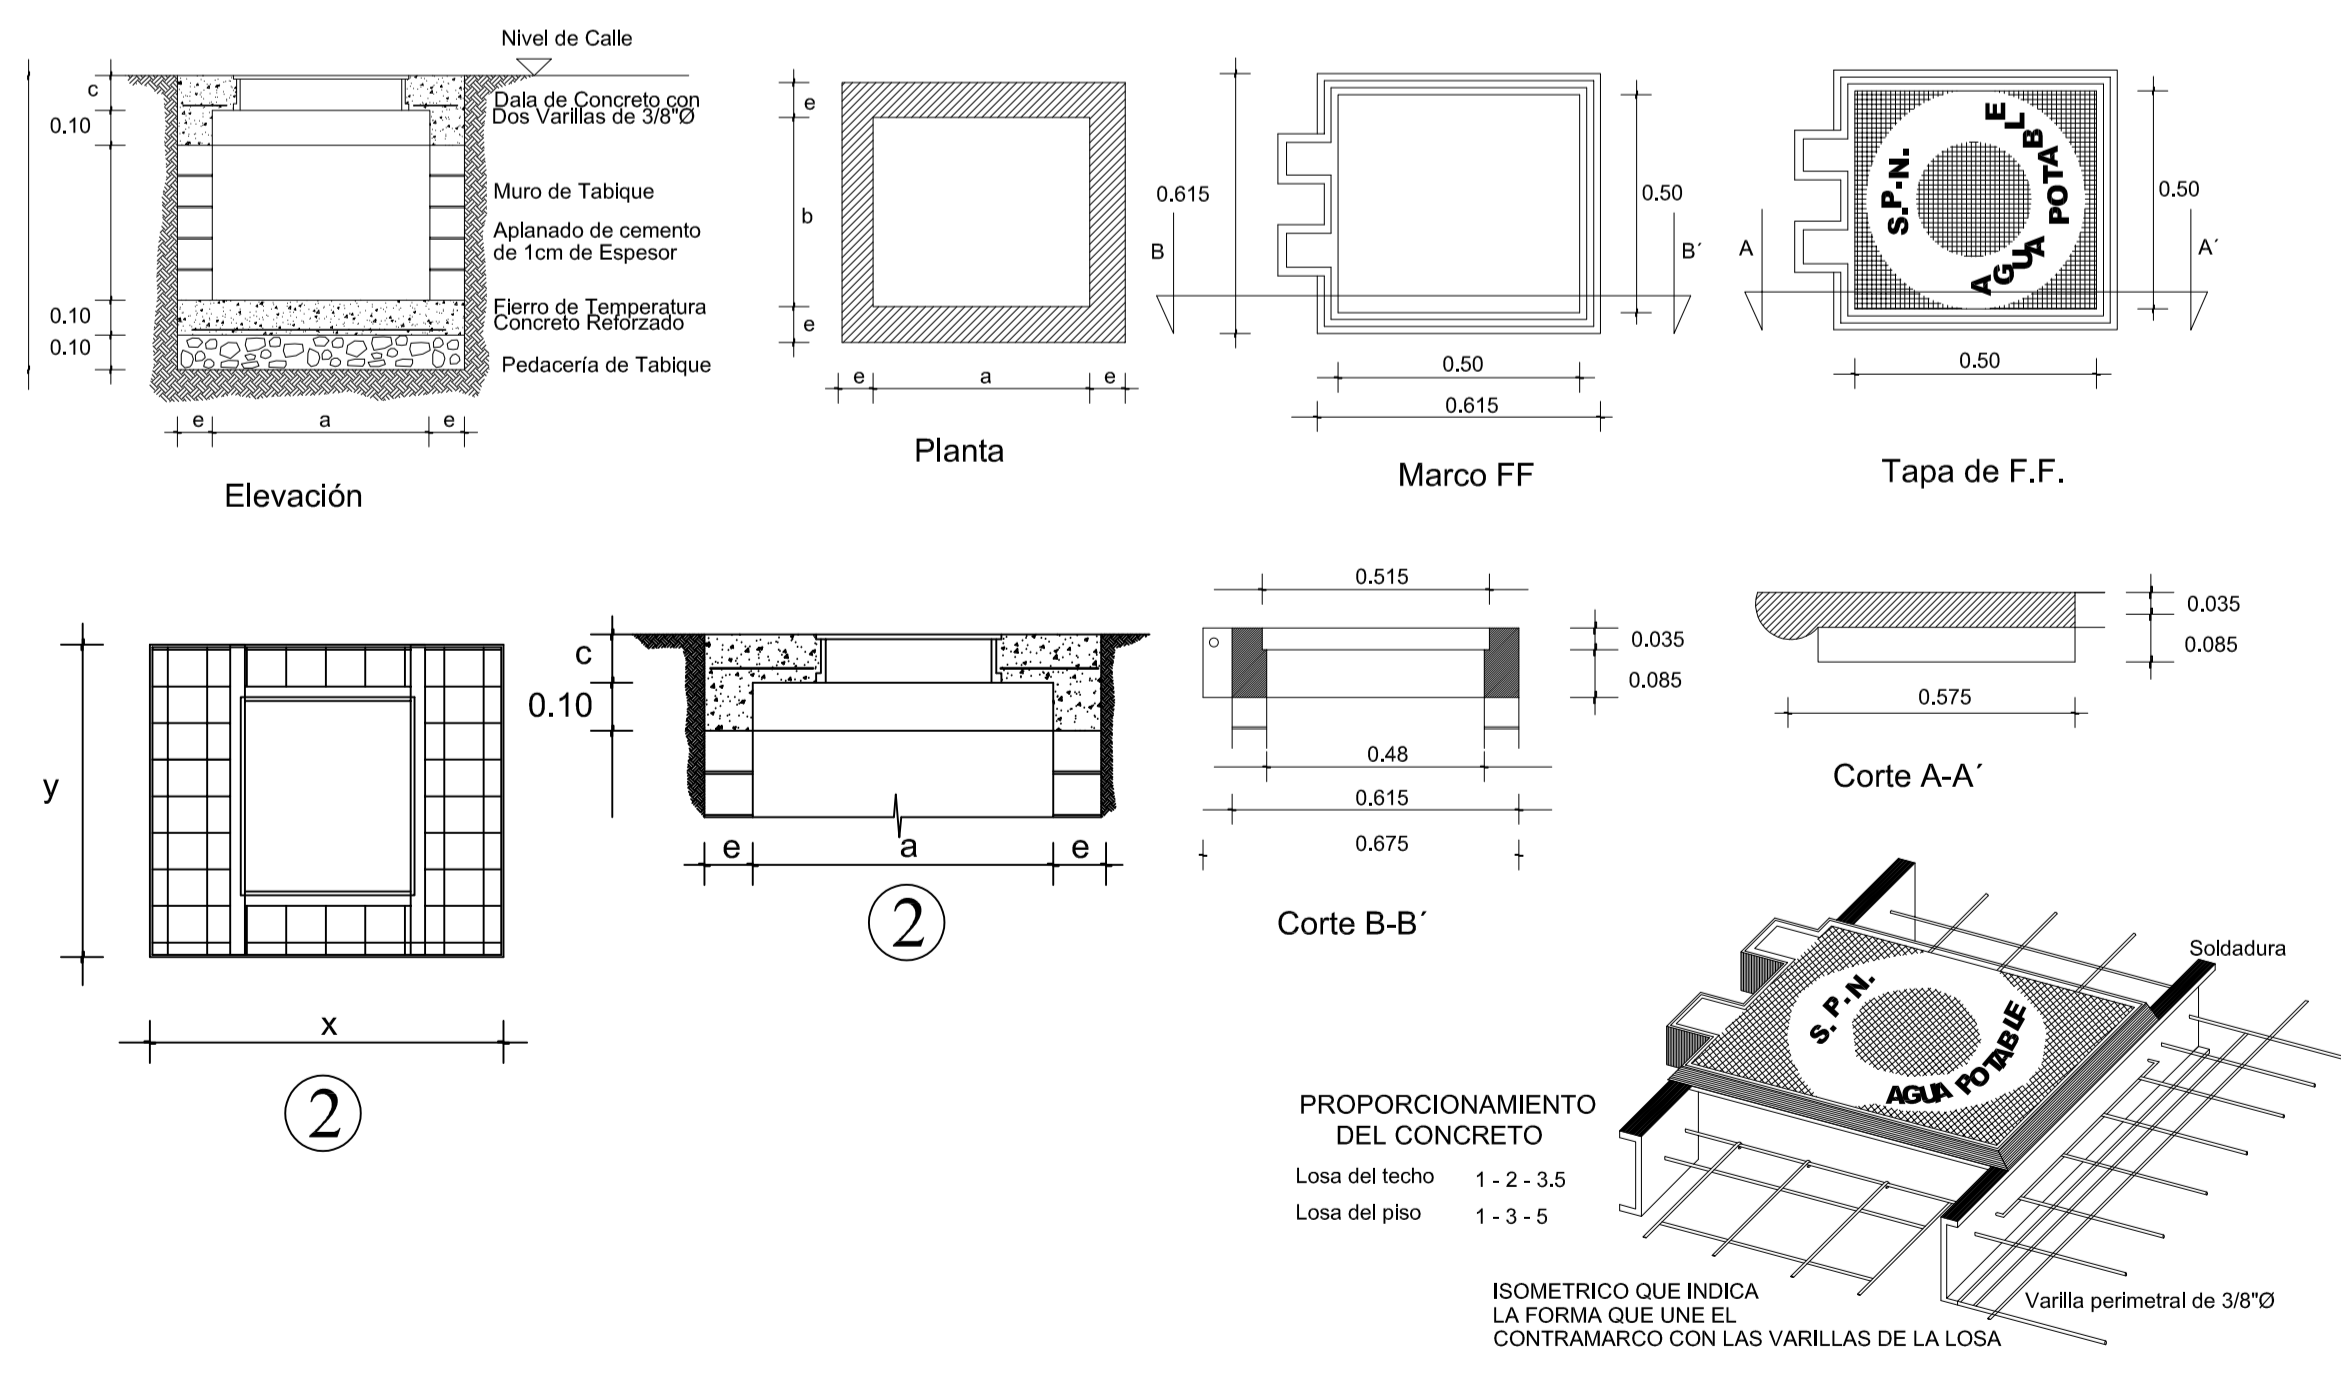 Nivel de Calle
c
0.10
0.10
0.10
Dala de Concreto con
Dos Varillas de 3/8"Ø
Muro de Tabique
Aplanado de cemento
de 1cm de Espesor
Fierro de Temperatura
Concreto Reforzado
Pedacería de Tabique
e
a
e
Elevación
e
b
e
e
a
e
Planta
0.615
0.50
B
B´
0.50
0.615
Marco FF
S.P.N.
AGUA POTABLE
0.50
A
A´
0.50
Tapa de F.F.
y
x
2
c
0.10
e
a
e
2
0.515
0.035
0.085
0.48
0.615
0.675
Corte B-B´
0.035
0.085
0.575
Corte A-A´
PROPORCIONAMIENTO
DEL CONCRETO
Losa del techo 1 - 2 - 3.5
Losa del piso 1 - 3 - 5
Soldadura
S.P.N.
AGUA POTABLE
Varilla perimetral de 3/8"Ø
ISOMETRICO QUE INDICA
LA FORMA QUE UNE EL
CONTRAMARCO CON LAS VARILLAS DE LA LOSA